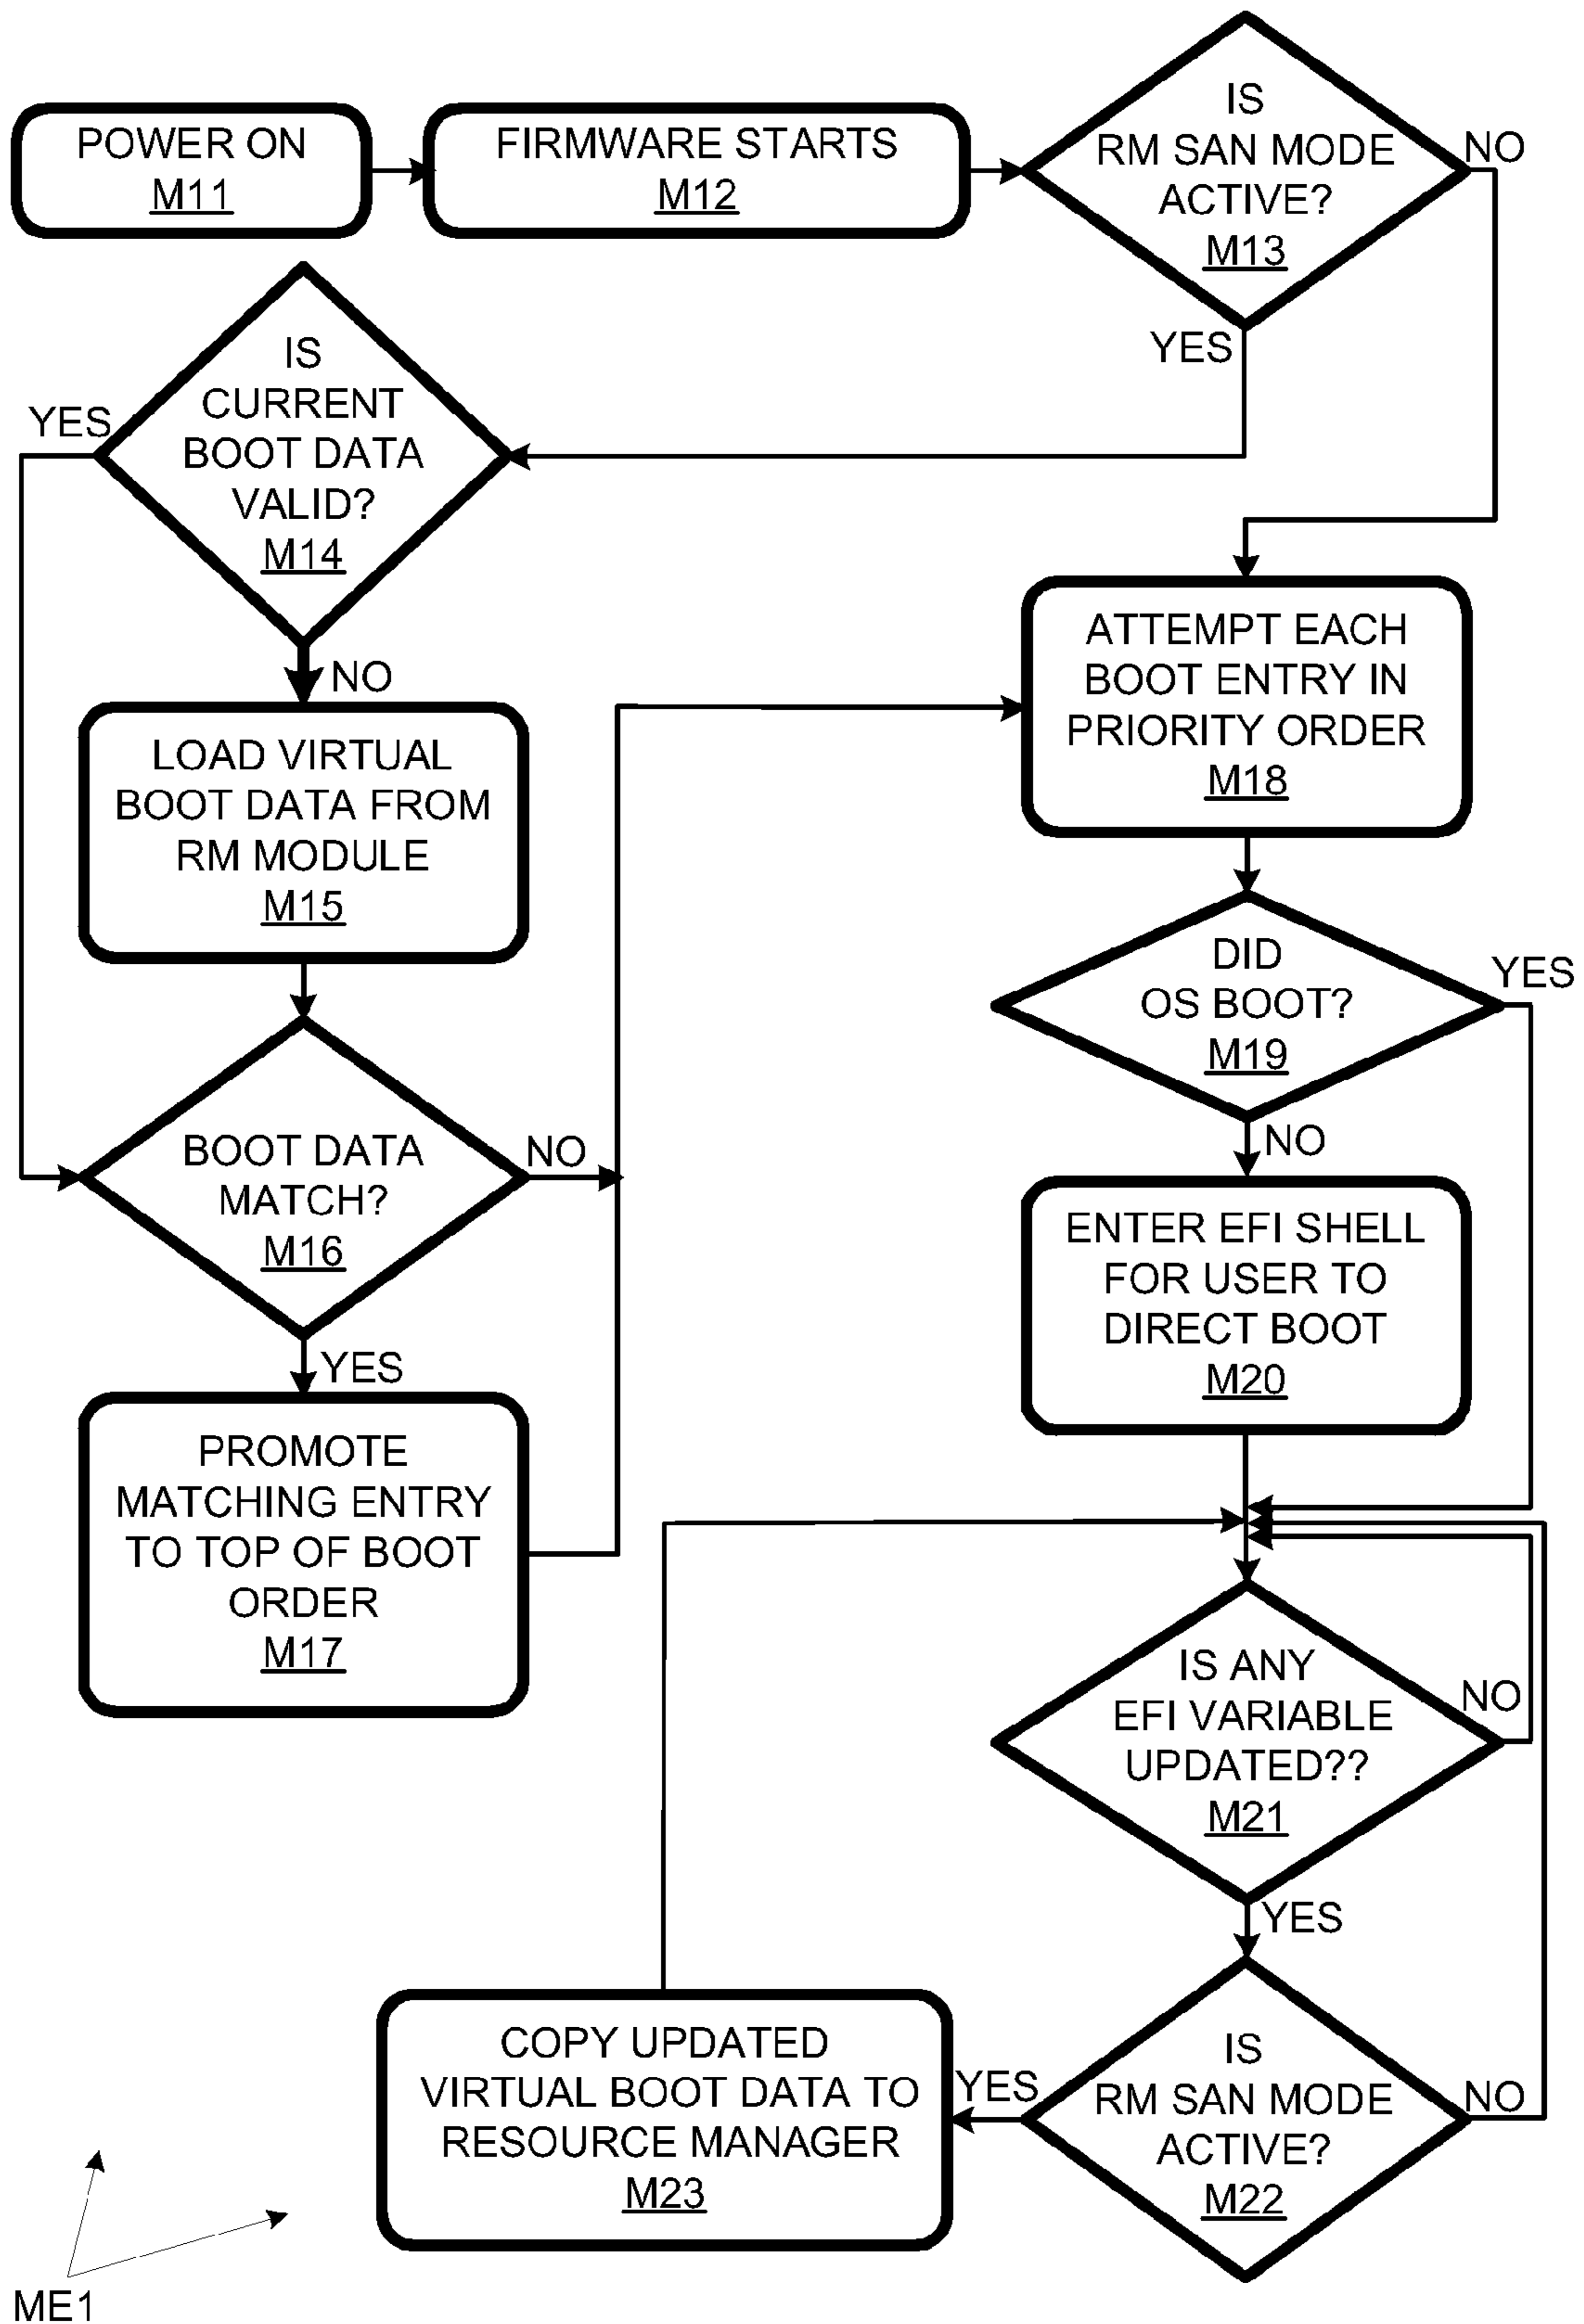 POWER ON
M11
FIRMWARE STARTS
M12
IS
RM SAN MODE
ACTIVE?
M13
NO
YES
IS
CURRENT
BOOT DATA
VALID?
M14
YES
NO
LOAD VIRTUAL
BOOT DATA FROM
RM MODULE
M15
BOOT DATA
MATCH?
M16
NO
YES
PROMOTE
MATCHING ENTRY
TO TOP OF BOOT
ORDER
M17
ATTEMPT EACH
BOOT ENTRY IN
PRIORITY ORDER
M18
DID
OS BOOT?
M19
YES
NO
ENTER EFI SHELL
FOR USER TO
DIRECT BOOT
M20
IS ANY
EFI VARIABLE
UPDATED??
M21
NO
YES
IS
RM SAN MODE
ACTIVE?
M22
NO
YES
COPY UPDATED
VIRTUAL BOOT DATA TO
RESOURCE MANAGER
M23
ME1